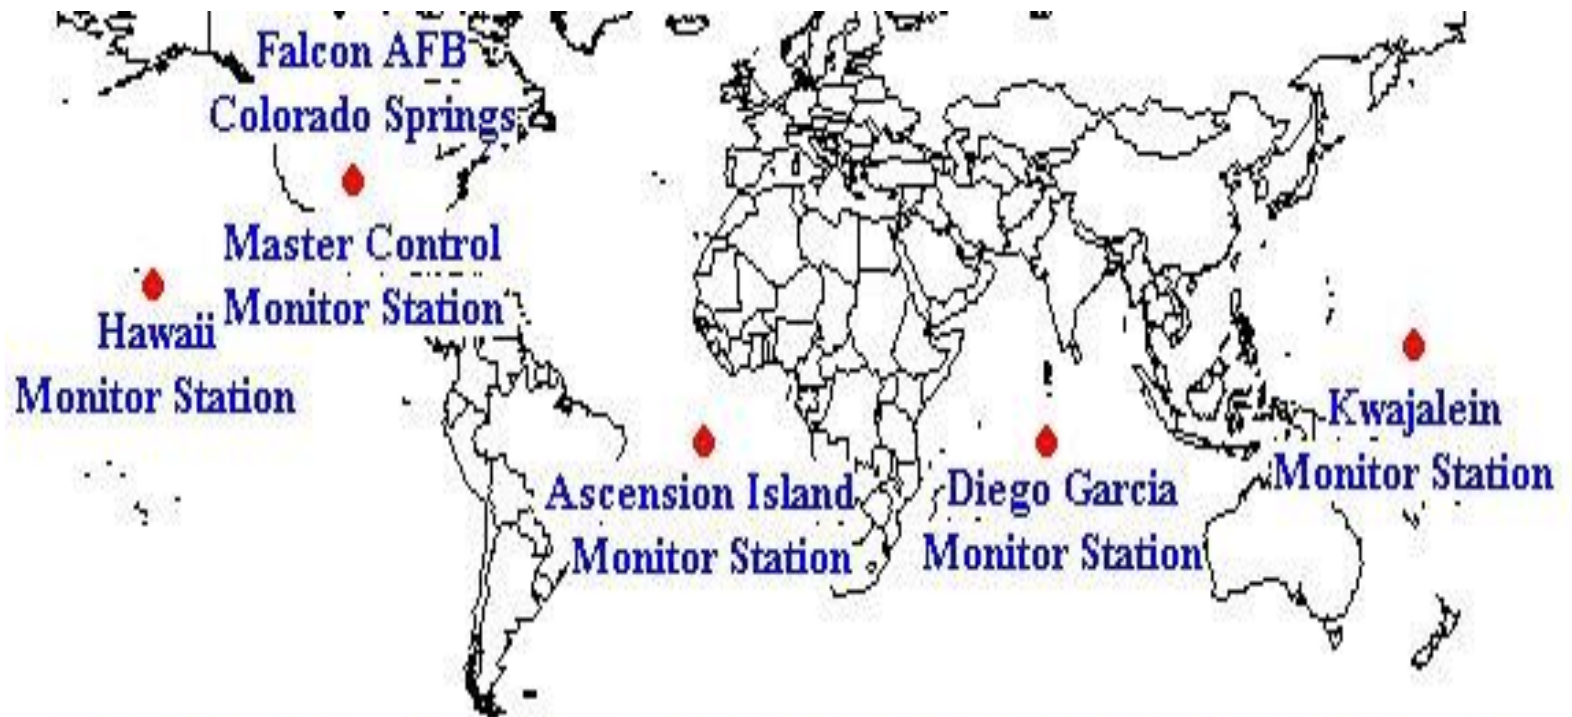 Falcon AFB
Colorado Springs
Master Control
Monitor Station
Hawaii
Monitor Station
Ascension Island
Monitor Station
Diego Garcia
Monitor Station
Kwajalein
Monitor Station